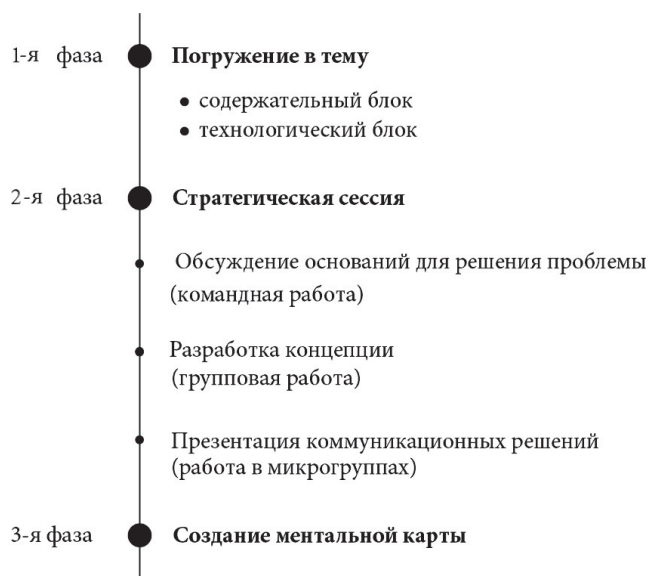 1-я фаза Погружение в тему
• содержательный блок
• технологический блок
2-я фаза Стратегическая сессия
Обсуждение оснований для решения проблемы
(командная работа)
Разработка концепции
(групповая работа)
Презентация коммуникационных решений
(работа в микрогруппах)
3-я фаза Создание ментальной карты